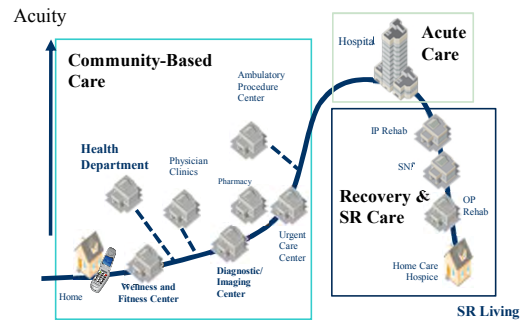 Acuity
Community-Based
Care
Ambulatory
Procedure
Center
Health
Department
Physician
Clinics
Pharmacy
Urgent
Care
Center
Home
Wellness and
Fitness Center
Diagnostic/
Imaging
Center
Hospital
Acute
Care
IP Rehab
SNF
Recovery &
SR Care
OP
Rehab
Home Care
Hospice
SR Living